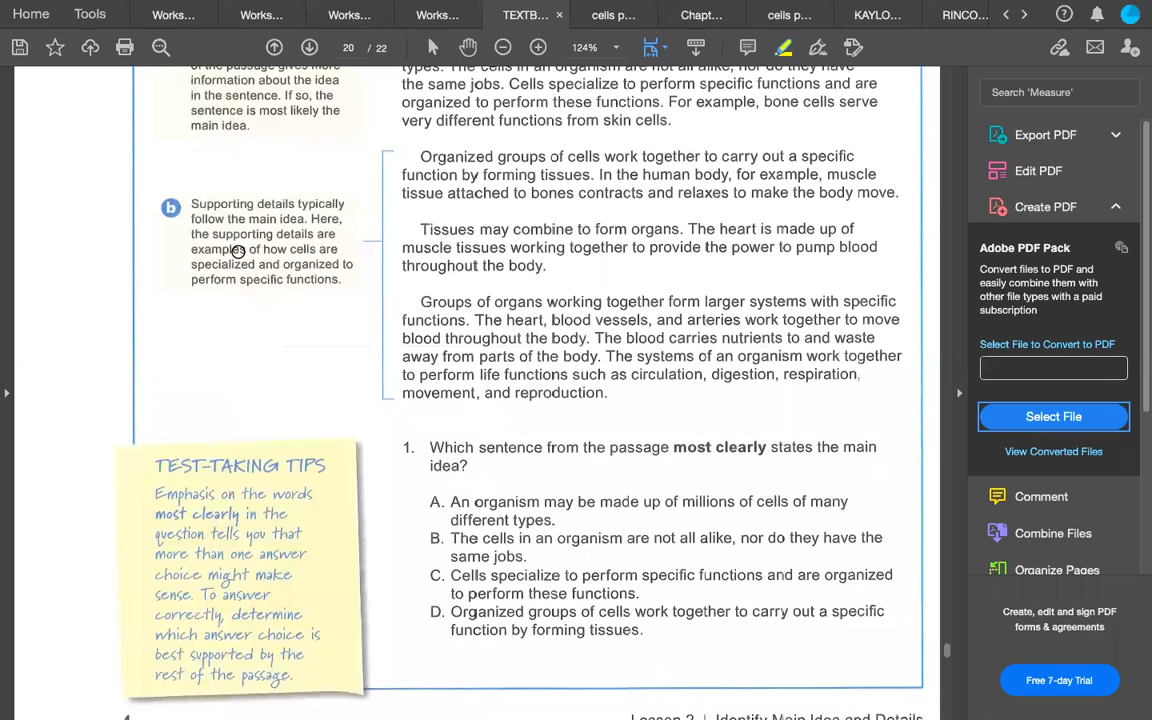 Home Tools Works... Works... Works... Works... TEXTB... × cells p... Chapt... cells p... KAYLO... RINCO...
20 / 22 124%
of the passage gives more
information about the idea
in the sentence. If so, the
sentence is most likely the
main idea.
types. The cells in an organism are not all alike, nor do they have
the same jobs. Cells specialize to perform specific functions and are
organized to perform these functions. For example, bone cells serve
very different functions from skin cells.
Organized groups of cells work together to carry out a specific
function by forming tissues. In the human body, for example, muscle
tissue attached to bones contracts and relaxes to make the body move.
b
Supporting details typically
follow the main idea. Here,
the supporting details are
examples of how cells are
specialized and organized to
perform specific functions.
Tissues may combine to form organs. The heart is made up of
muscle tissues working together to provide the power to pump blood
throughout the body.
Groups of organs working together form larger systems with specific
functions. The heart, blood vessels, and arteries work together to move
blood throughout the body. The blood carries nutrients to and waste
away from parts of the body. The systems of an organism work together
to perform life functions such as circulation, digestion, respiration,
movement, and reproduction.
TEST-TAKING TIPS
Emphasis on the words
most clearly in the
question tells you that
more than one answer
choice might make
sense. To answer
correctly, determine
which answer choice is
best supported by the
rest of the passage.
1. Which sentence from the passage most clearly states the main
idea?
A. An organism may be made up of millions of cells of many
different types.
B. The cells in an organism are not all alike, nor do they have the
same jobs.
C. Cells specialize to perform specific functions and are organized
to perform these functions.
D. Organized groups of cells work together to carry out a specific
function by forming tissues.
Lesson 2 | Identify Main Idea and Details
Search 'Measure'
Export PDF
Edit PDF
Create PDF
Adobe PDF Pack
Convert files to PDF and
easily combine them with
other file types with a paid
subscription
Select File to Convert to PDF
Select File
View Converted Files
Comment
Combine Files
Organize Pages
Create, edit and sign PDF
forms & agreements
Free 7-day Trial